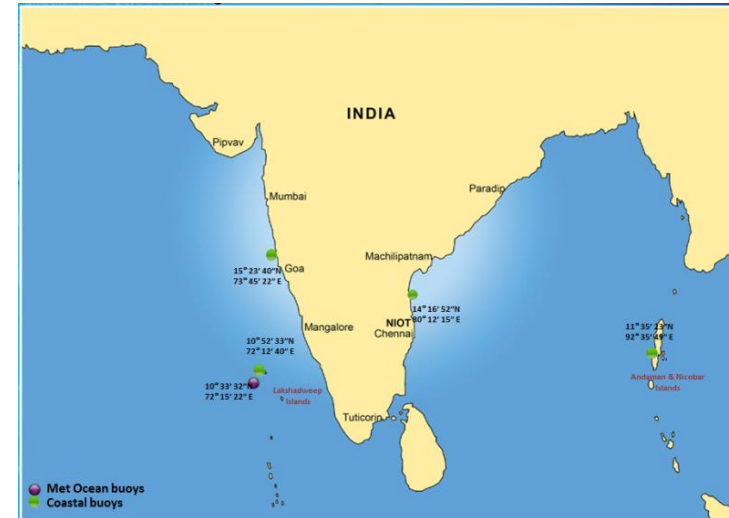 INDIA
Pipvav
Mumbai
Paradip
Machilipatnam
Goa
15° 23' 40"N
73° 45' 22" E
14° 16' 52"N
80° 12' 15" E
NIOT
Chennai
Mangalore
11° 35' 23"N
92° 35' 49" E
10° 52' 33"N
72° 12' 40" E
10° 33' 32"N
72° 15' 22" E
Lakshadweep
Islands
Andaman & Nicobar
Islands
Tuticorin
Met Ocean buoys
Coastal buoys